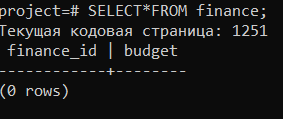 project=# SELECT*FROM finance;
Текущая кодовая страница: 1251
 finance_id | budget
------------+--------
(0 rows)